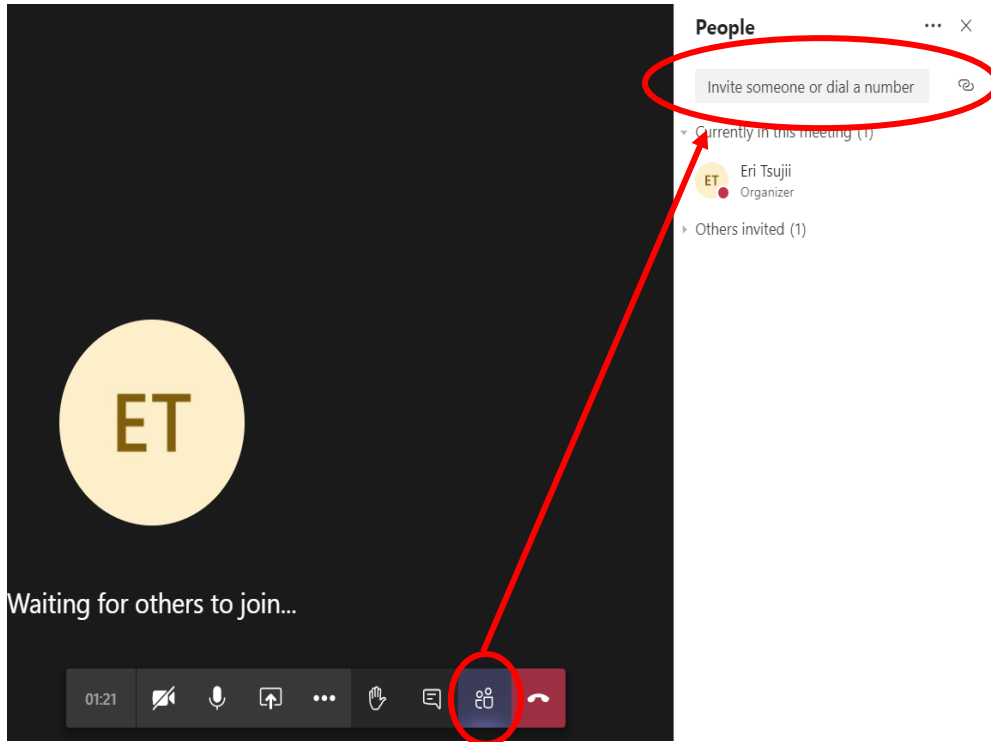 People
Invite someone or dial a number
Currently in this meeting (1)
ET
Eri Tsujii
Organizer
Others invited (1)
ET
Waiting for others to join...
01:21